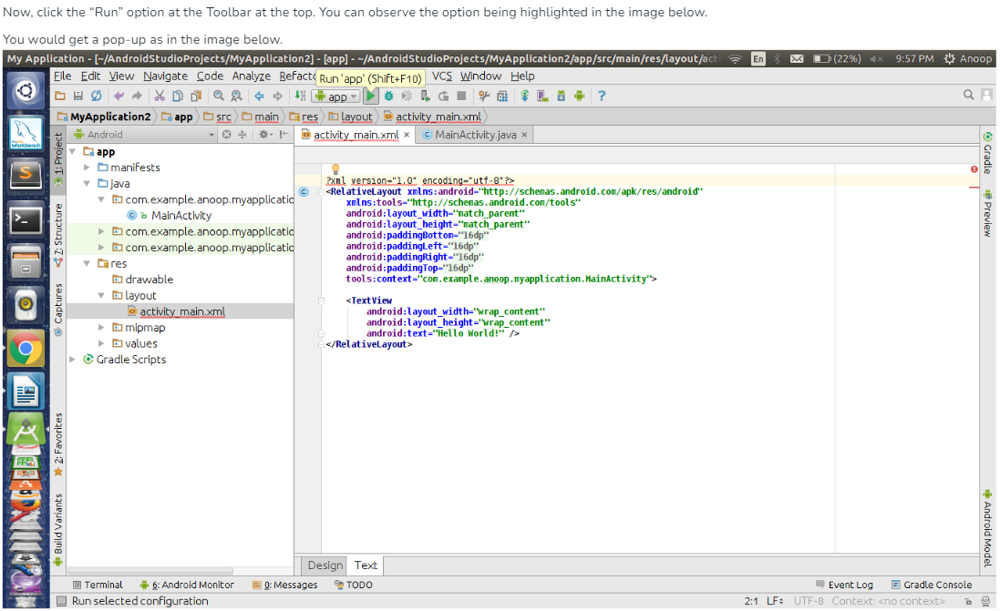 Now, click the “Run” option at the Toolbar at the top. You can observe the option being highlighted in the image below.
You would get a pop-up as in the image below.
My Application - [~/AndroidStudioProjects/MyApplication2] - [app] - ~/AndroidStudioProjects/MyApplication2/app/src/main/res/layout/act En (22%) 9:57 PM Anoop
File Edit View Navigate Code Analyze Refacto VCS Window Help
Run 'app' (Shift+F10)
app
MyApplication2 app src main res layout activity_main.xml
Android
activity_main.xml × MainActivity.java ×
1: Project
Z: Structure
Captures
2: Favorites
Build Variants
app
manifests
java
com.example.anoop.myapplicatic
MainActivity
com.example.anoop.myapplicatic
com.example.anoop.myapplicatic
res
drawable
layout
activity_main.xml
mipmap
values
Gradle Scripts
?xml version="1.0" encoding="utf-8"?>
<RelativeLayout xmlns:android="http://schemas.android.com/apk/res/android"
xmlns:tools="http://schemas.android.com/tools"
android:layout_width="match_parent"
android:layout_height="match_parent"
android:paddingBottom="16dp"
android:paddingLeft="16dp"
android:paddingRight="16dp"
android:paddingTop="16dp"
tools:context="com.example.anoop.myapplication.MainActivity">
<TextView
android:layout_width="wrap_content"
android:layout_height="wrap_content"
android:text="Hello World!" />
</RelativeLayout>
Gradle
Preview
Android Model
Design Text
Terminal 6: Android Monitor 0: Messages TODO Event Log Gradle Console
Run selected configuration 2:1 LF÷ UTF-8 Context: <no context>